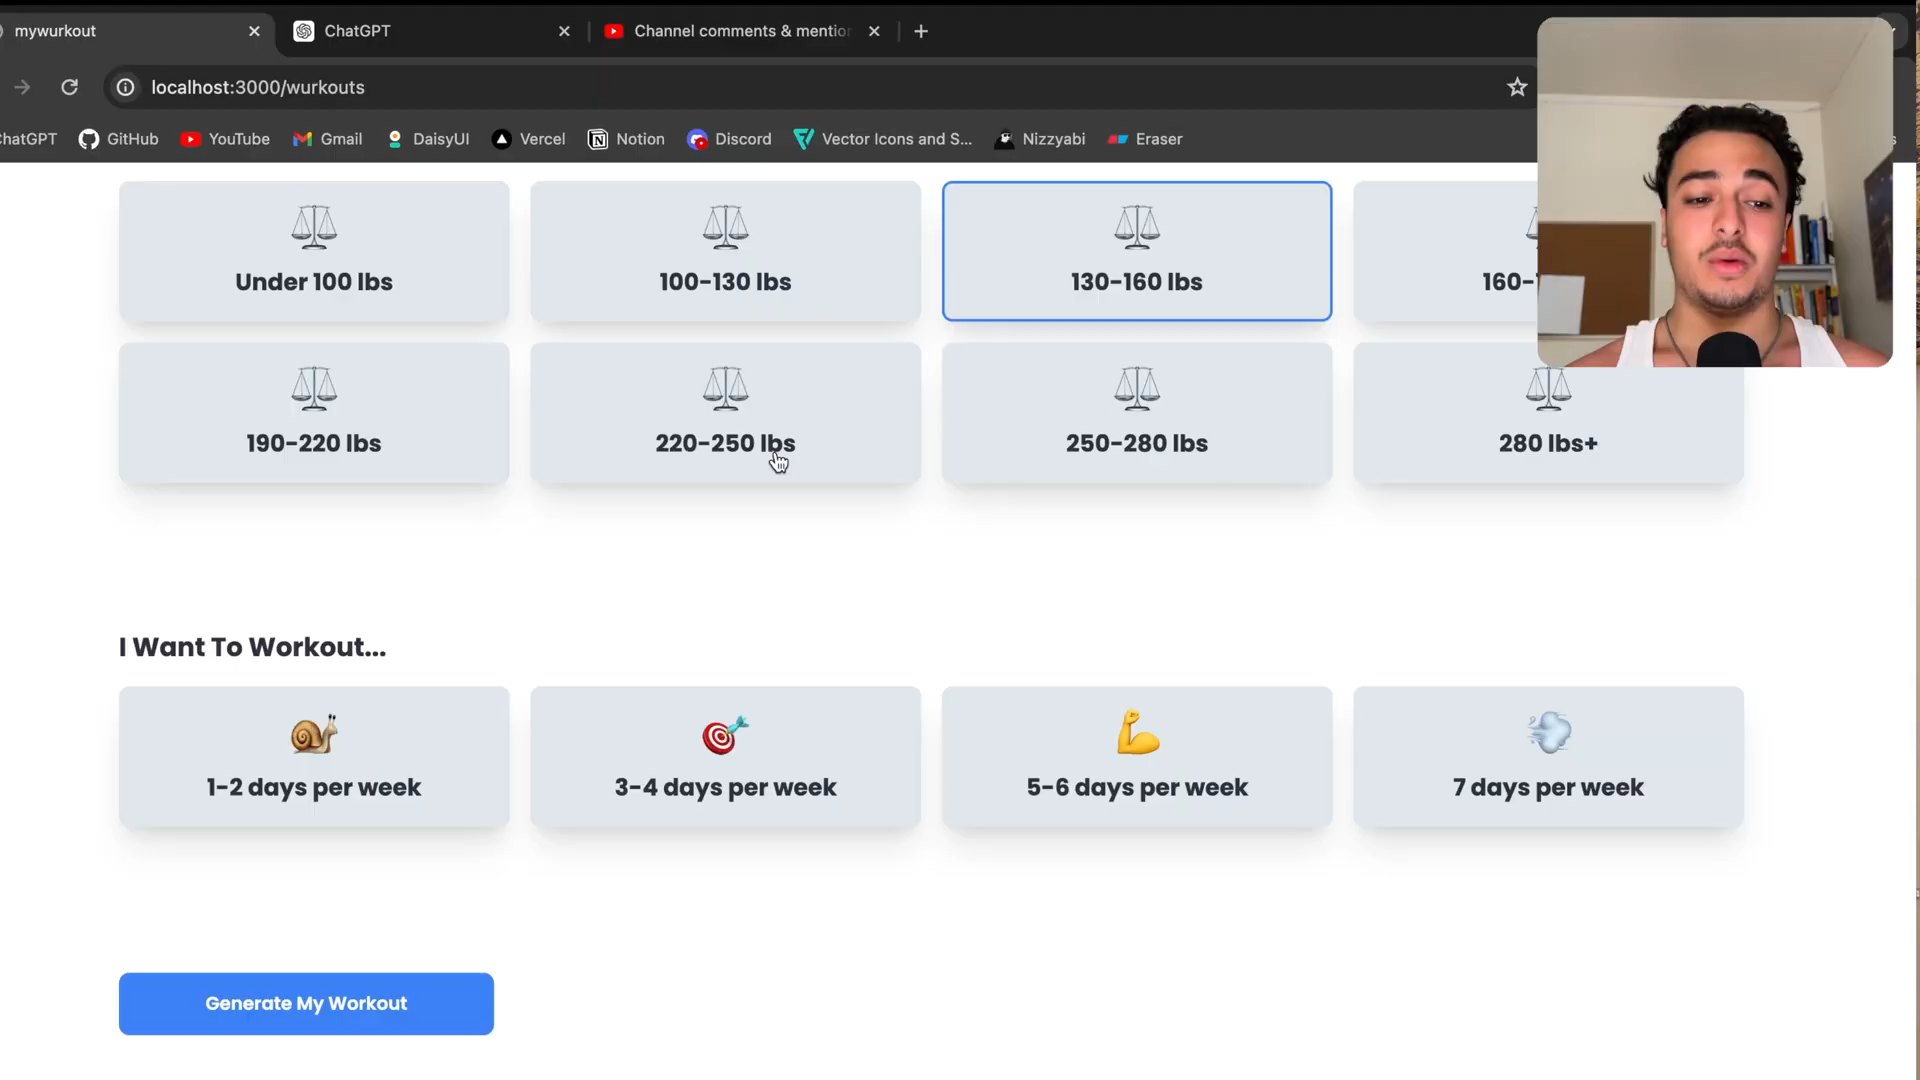 mywurkout
ChatGPT
Channel comments & mention
localhost:3000/wurkouts
hatGPT
GitHub
YouTube
Gmail
DaisyUI
Vercel
Notion
Discord
Vector Icons and S...
Nizzyabi
Eraser
Under 100 lbs
100-130 lbs
130-160 lbs
160-
190-220 lbs
220-250 lbs
250-280 lbs
280 lbs+
I Want To Workout...
1-2 days per week
3-4 days per week
5-6 days per week
7 days per week
Generate My Workout